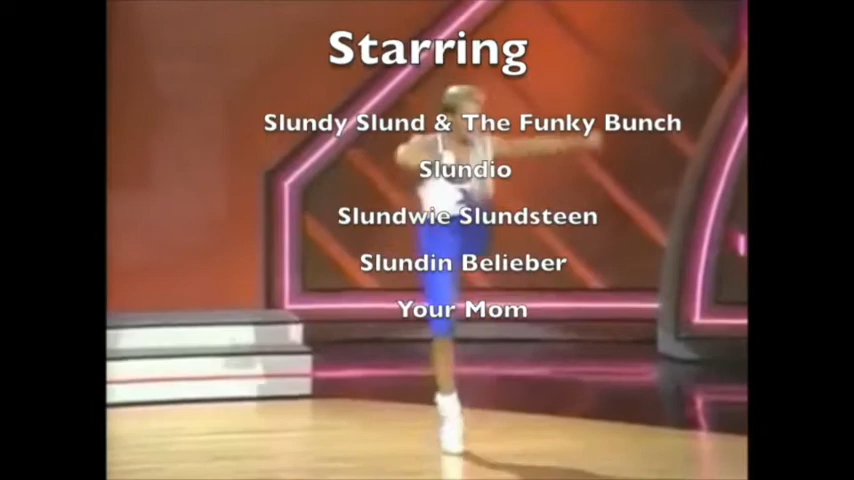 Starring
Slundy Slund & The Funky Bunch
Slundio
Slundwie Slundsteen
Slundin Belieber
Your Mom